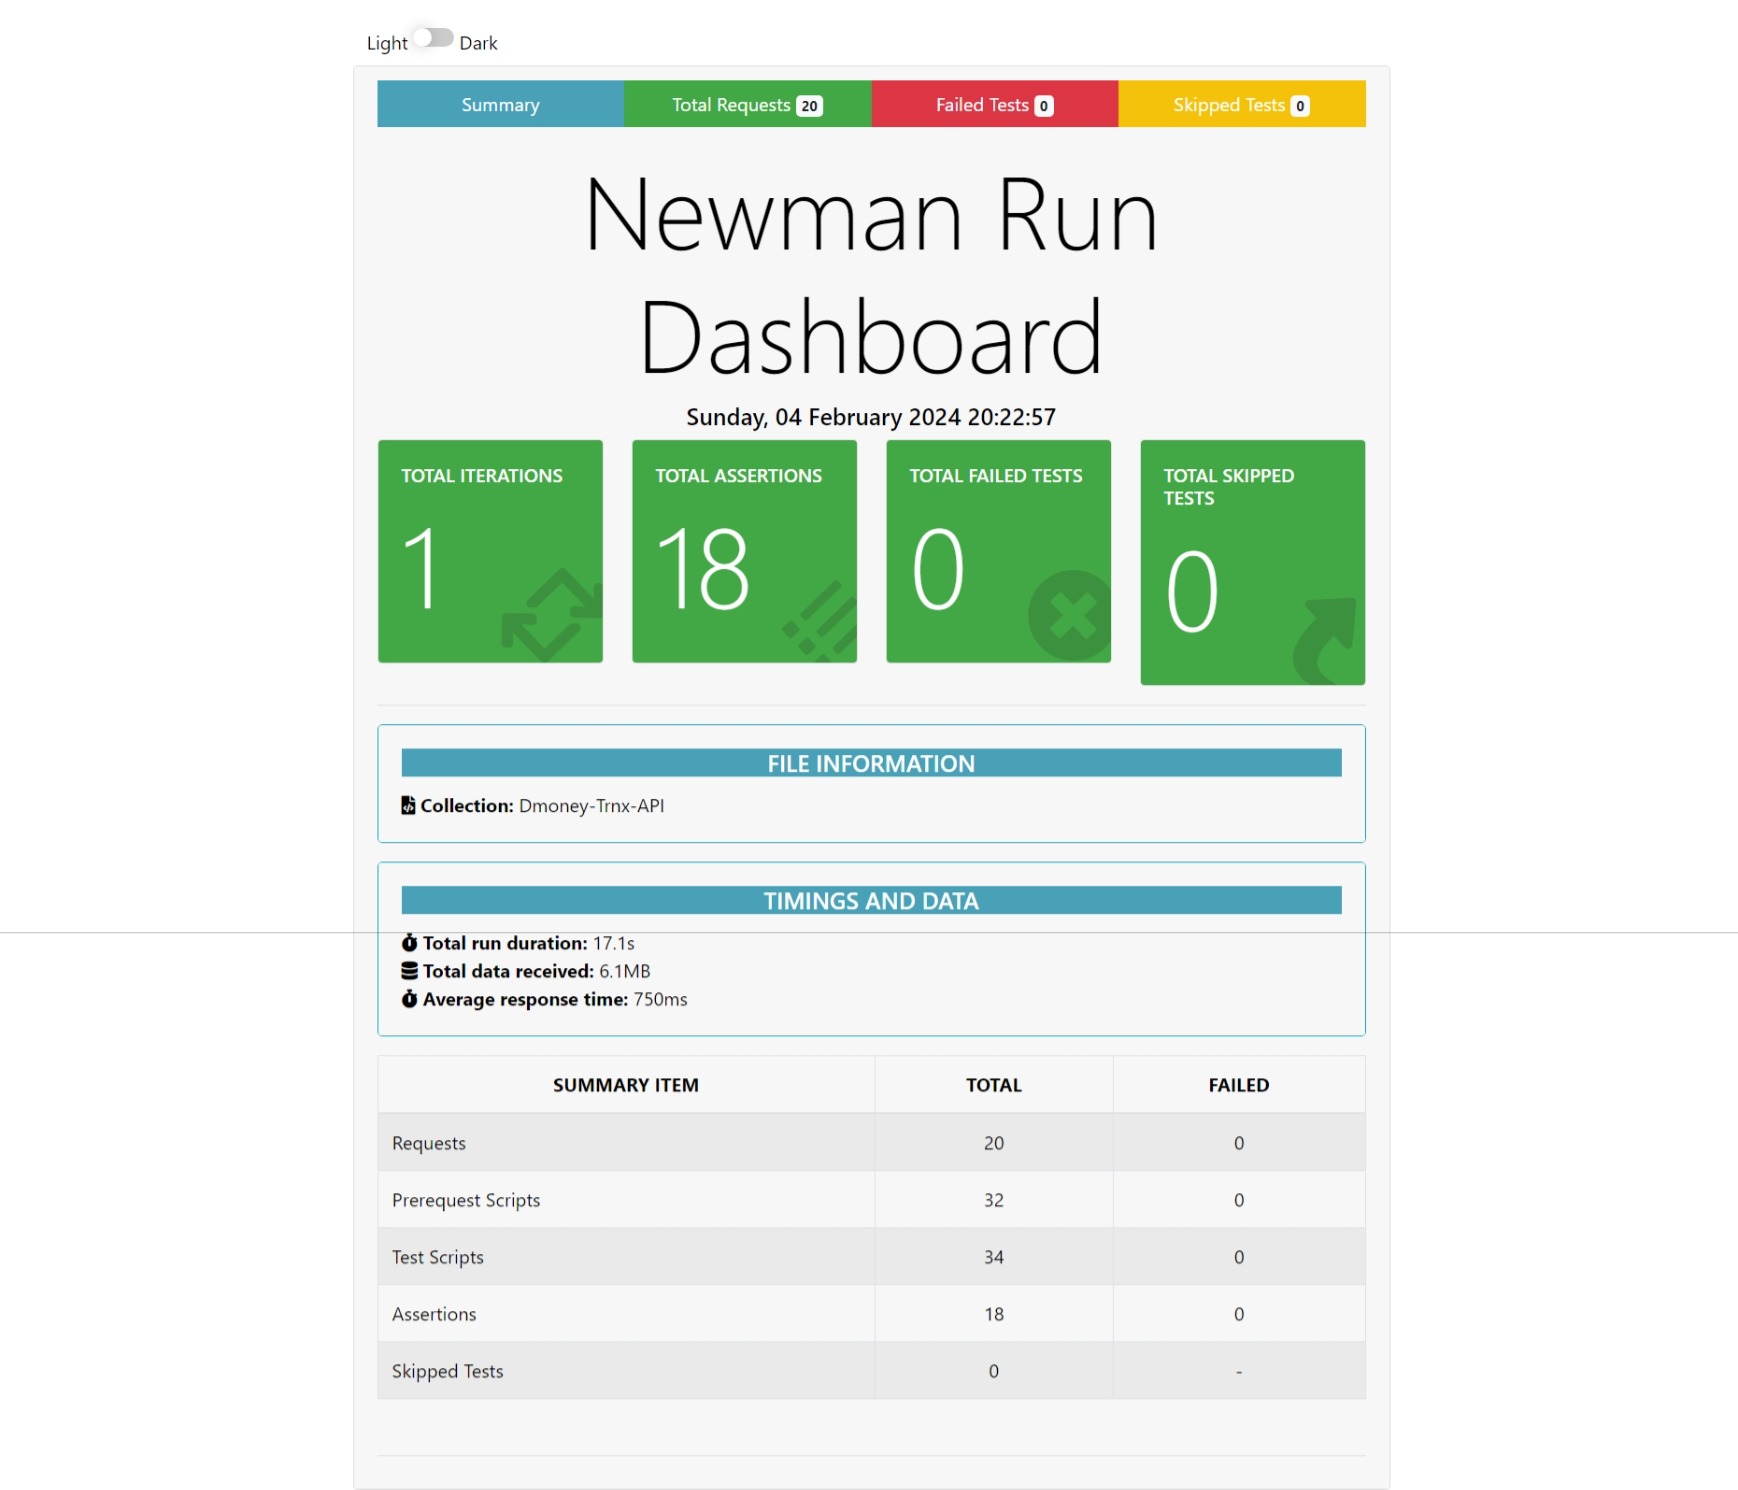 Light Dark
Summary Total Requests 20 Failed Tests 0 Skipped Tests 0
Newman Run
Dashboard
Sunday, 04 February 2024 20:22:57
TOTAL ITERATIONS
1
TOTAL ASSERTIONS
18
TOTAL FAILED TESTS
0
TOTAL SKIPPED
TESTS
0
FILE INFORMATION
Collection: Dmoney-Trnx-API
TIMINGS AND DATA
Total run duration: 17.1s
Total data received: 6.1MB
Average response time: 750ms
SUMMARY ITEM TOTAL FAILED
Requests 20 0
Prerequest Scripts 32 0
Test Scripts 34 0
Assertions 18 0
Skipped Tests 0 -